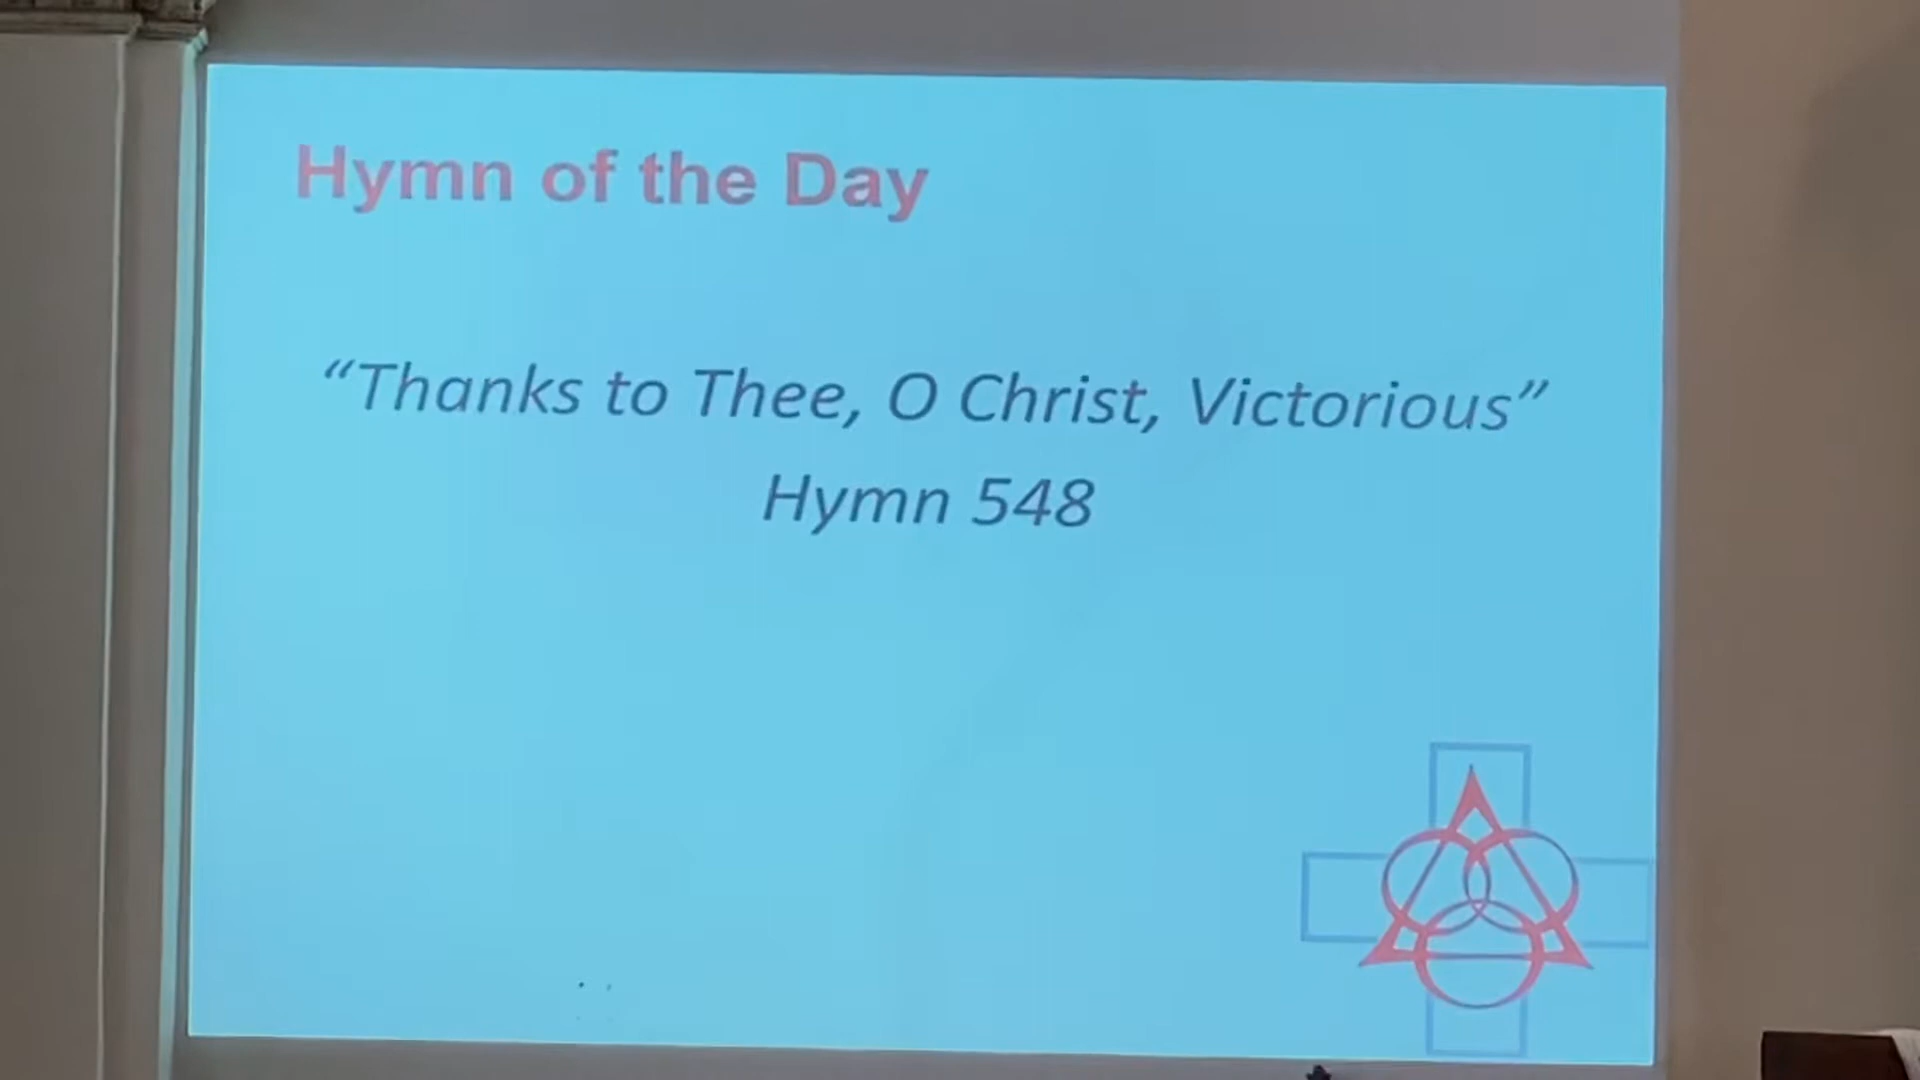 Hymn of the Day
“Thanks to Thee, O Christ, Victorious”
Hymn 548